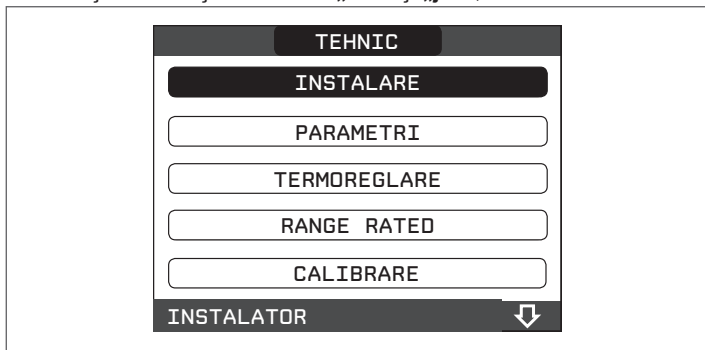 TEHNIC
INSTALARE
PARAMETRI
TERMOREGLARE
RANGE RATED
CALIBRARE
INSTALATOR